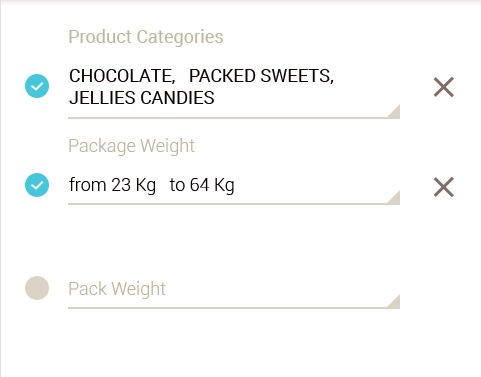 Product Categories
CHOCOLATE,   PACKED SWEETS,
JELLIES CANDIES
Package Weight
from 23 Kg   to 64 Kg
Pack Weight